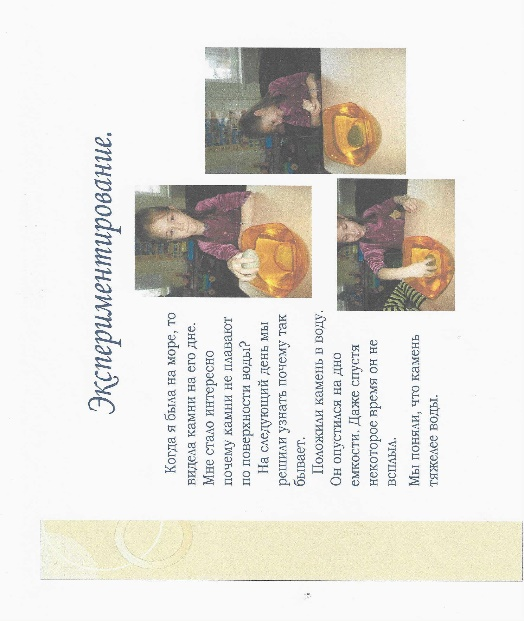 Экспериментирование.
Когда я была на море, то
видела камни на его дне.
Мне стало интересно
почему камни не плавают
по поверхности воды?
На следующий день мы
решили узнать почему так
бывает.
Положили камень в воду.
Он опустился на дно
емкости. Даже спустя
некоторое время он не
всплыл.
Мы поняли, что камень
тяжелее воды.